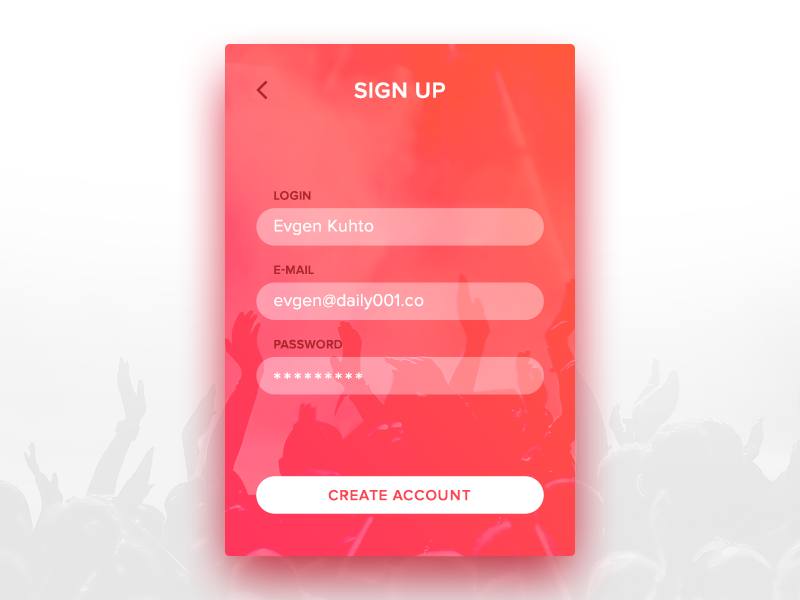 SIGN UP
LOGIN
Evgen Kuhto
E-MAIL
evgen@daily001.co
PASSWORD
*********
CREATE ACCOUNT